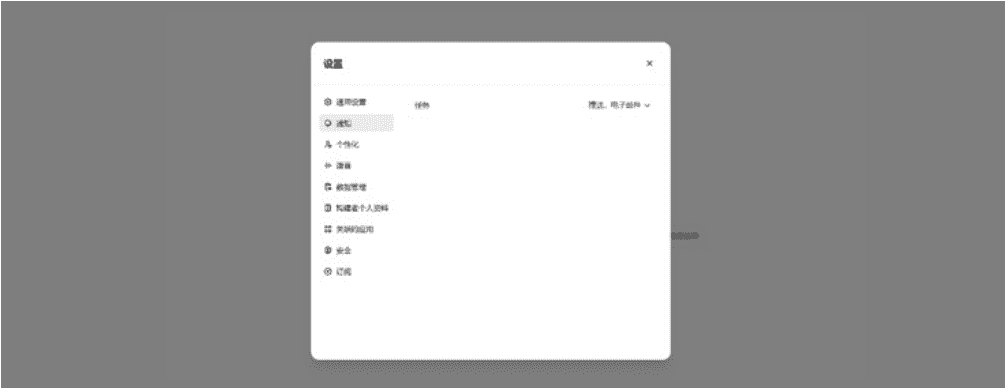 设置
通用设置
通知
个性化
语音
数据管理
构建者个人资料
关联的应用
安全
订阅
任务
推送、电子邮件